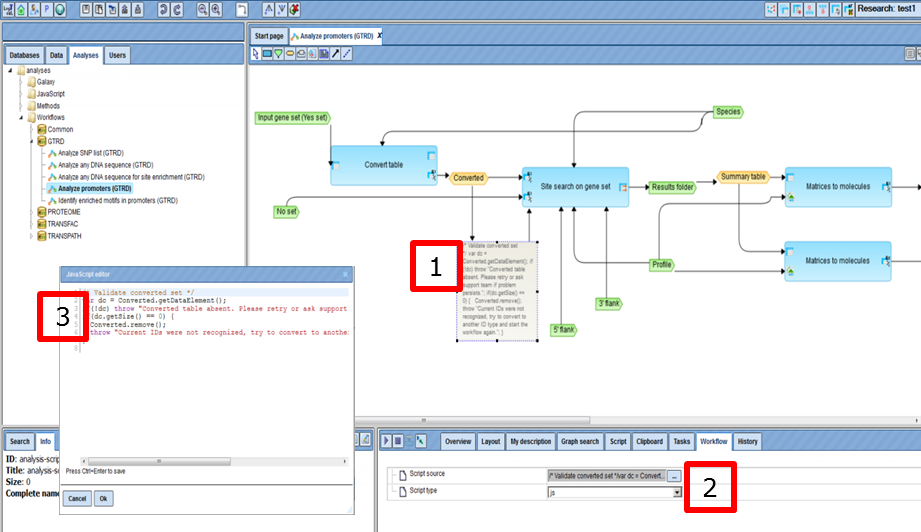 Research: test1
Databases
Data
Analyses
Users
analyses
Galaxy
JavaScript
Methods
Workflows
Common
GTRD
Analyze SNP list (GTRD)
Analyze any DNA sequence (GTRD)
Analyze any DNA sequence for site enrichment (GTRD)
Analyze promoters (GTRD)
Identify enriched motifs in promoters (GTRD)
PROTEOME
TRANSFAC
TRANSPATH
Start page
Analyze promoters (GTRD) X
Input gene set (Yes set)
Species
Convert table
Converted
Site search on gene set
Results folder
Summary table
Matrices to molecules
No set
Profile
Matrices to molecules
3' flank
5' flank
1
/* Validate converted set
*/ var dc =
Converted.getDataElement(); if
(!dc) throw "Converted table
absent. Please retry or ask
support team if problem
persists."; if(dc.getSize() ==
0) { Converted.remove();
throw "Current IDs were not
recognized, try to convert to
another ID type and start the
workflow again."; }
JavaScript editor
3
Validate converted set */
var dc = Converted.getDataElement();
(!dc) throw "Converted table absent. Please retry or ask support
(dc.getSize() == 0) {
Converted.remove();
throw "Current IDs were not recognized, try to convert to another
8
Press Ctrl+Enter to save
Cancel
Ok
Search
Info
ID: analysis-scrip
Title: analysis-s
Size: 0
Complete name
Overview
Layout
My description
Graph search
Script
Clipboard
Tasks
Workflow
History
Script source
/* Validate converted set */var dc = Convert...
...
Script type
js
2